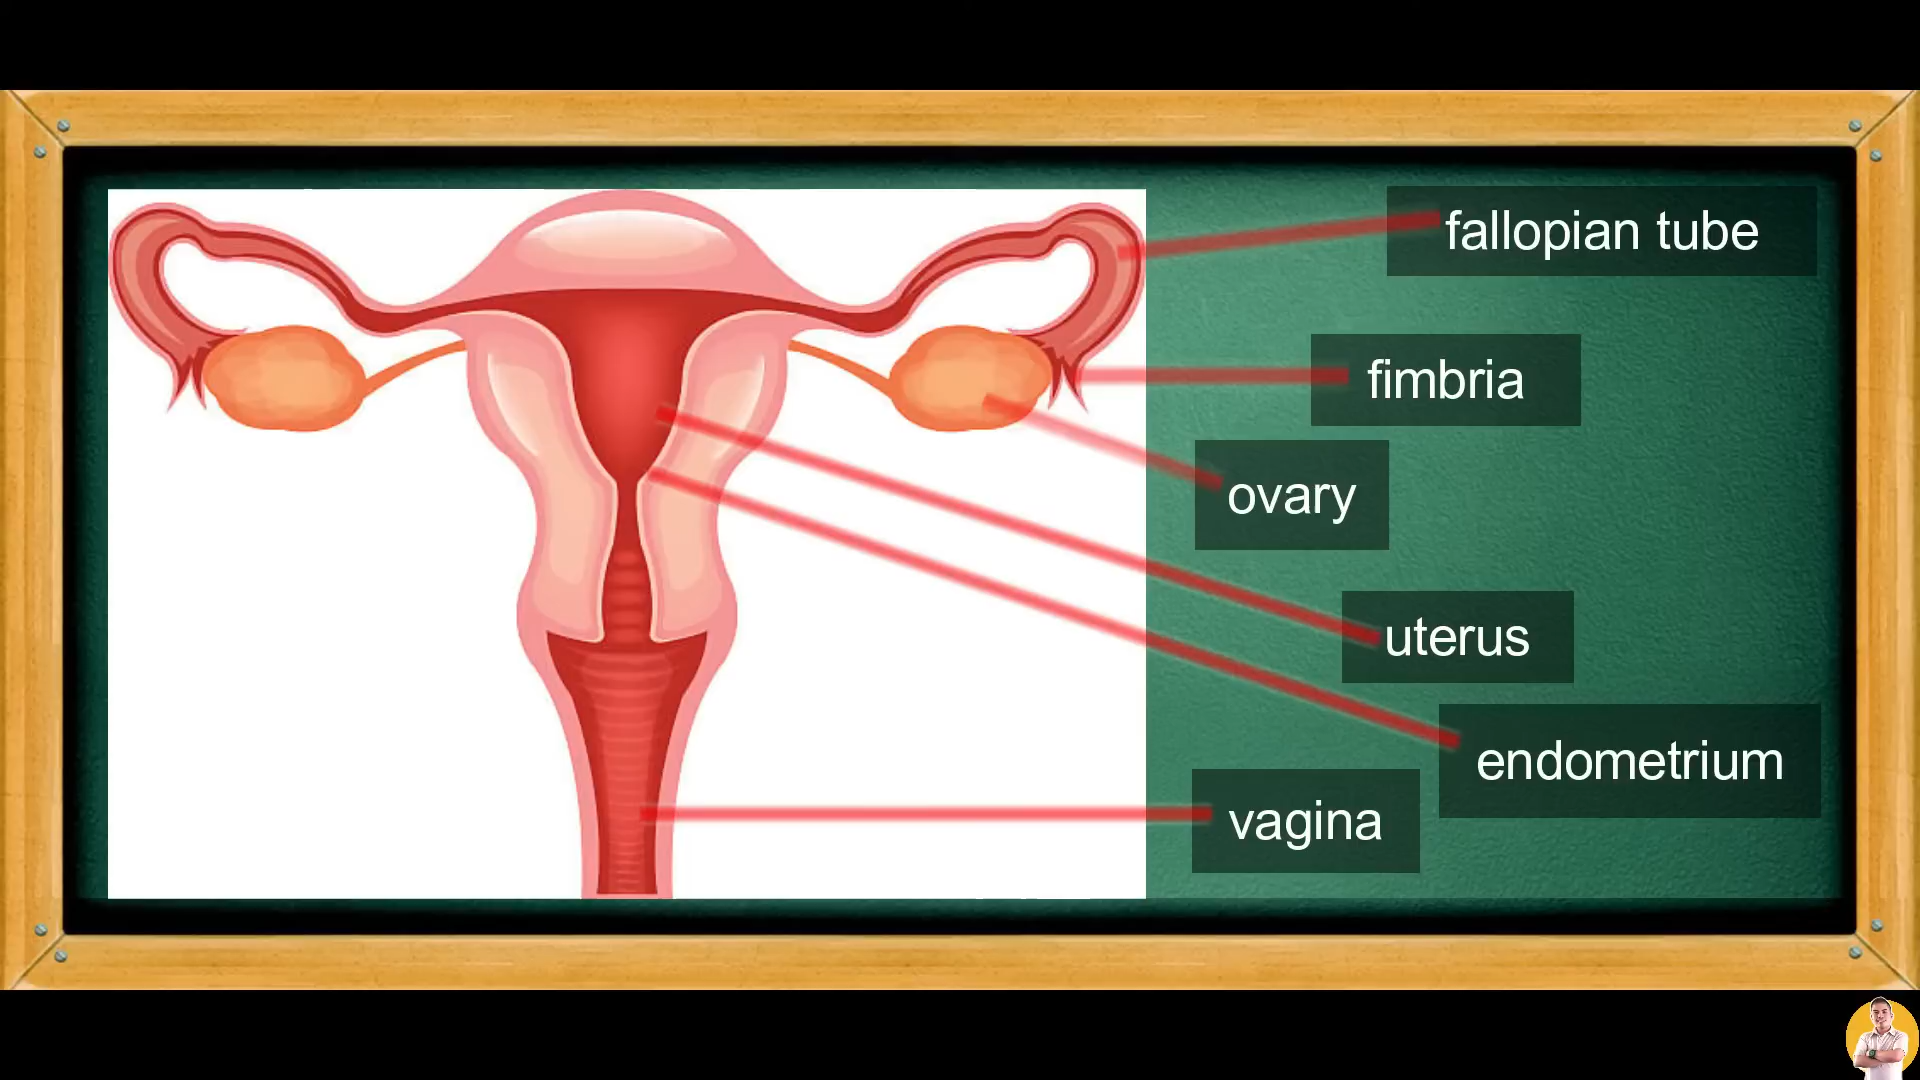 fallopian tube
fimbria
ovary
uterus
endometrium
vagina